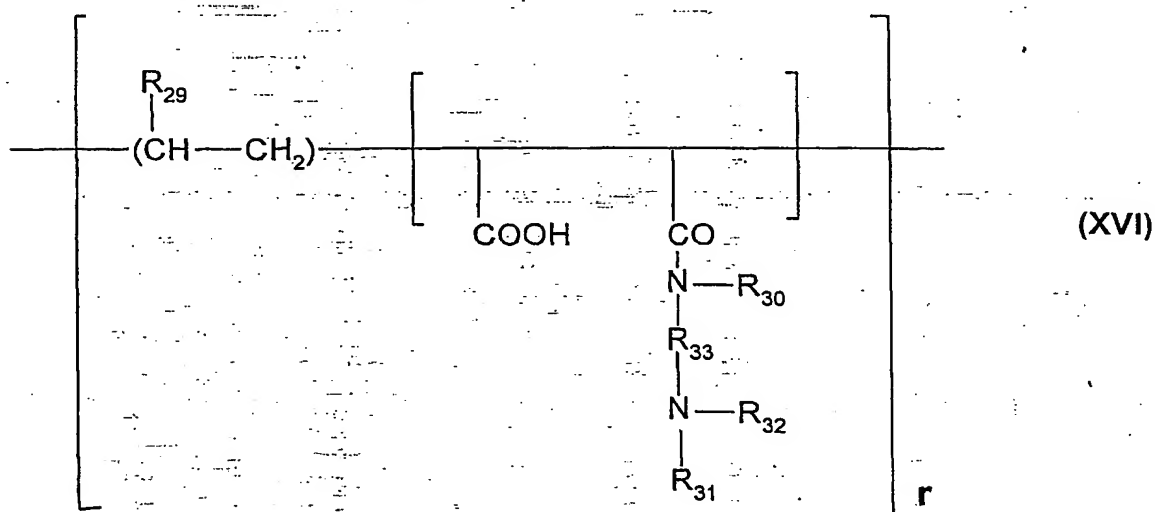 R29
(CH—CH2)
COOH CO
(XVI)
N—R30
R33
N—R32
R31
r